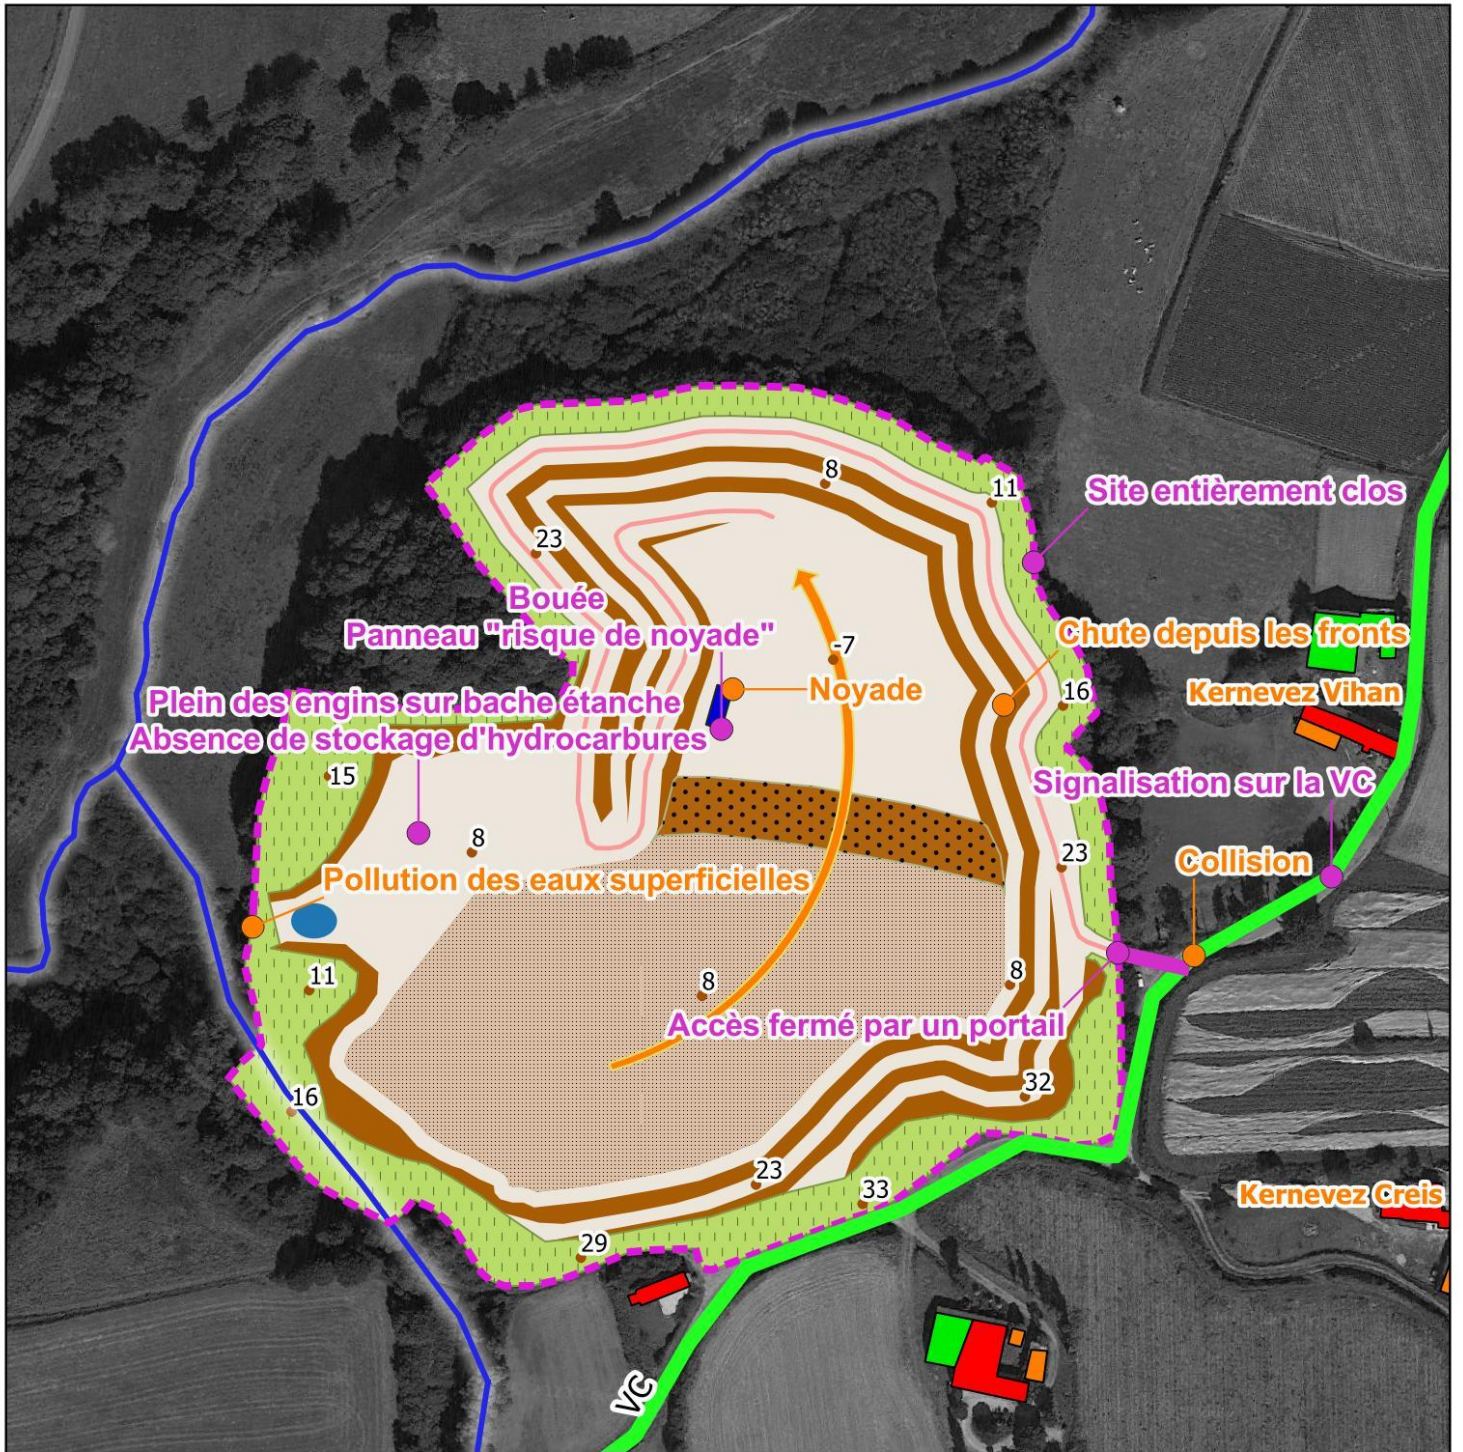 8
11
Site entièrement clos
23
Bouée
Panneau "risque de noyade"
Chute depuis les fronts
-7
Noyade
16
Kernevez Vihan
Plein des engins sur bache étanche
Absence de stockage d'hydrocarbures
15
Signalisation sur la VC
8
23
Collision
Pollution des eaux superficielles
11
8
8
Accès fermé par un portail
16
32
23
33
Kernevez Creis
29
VC